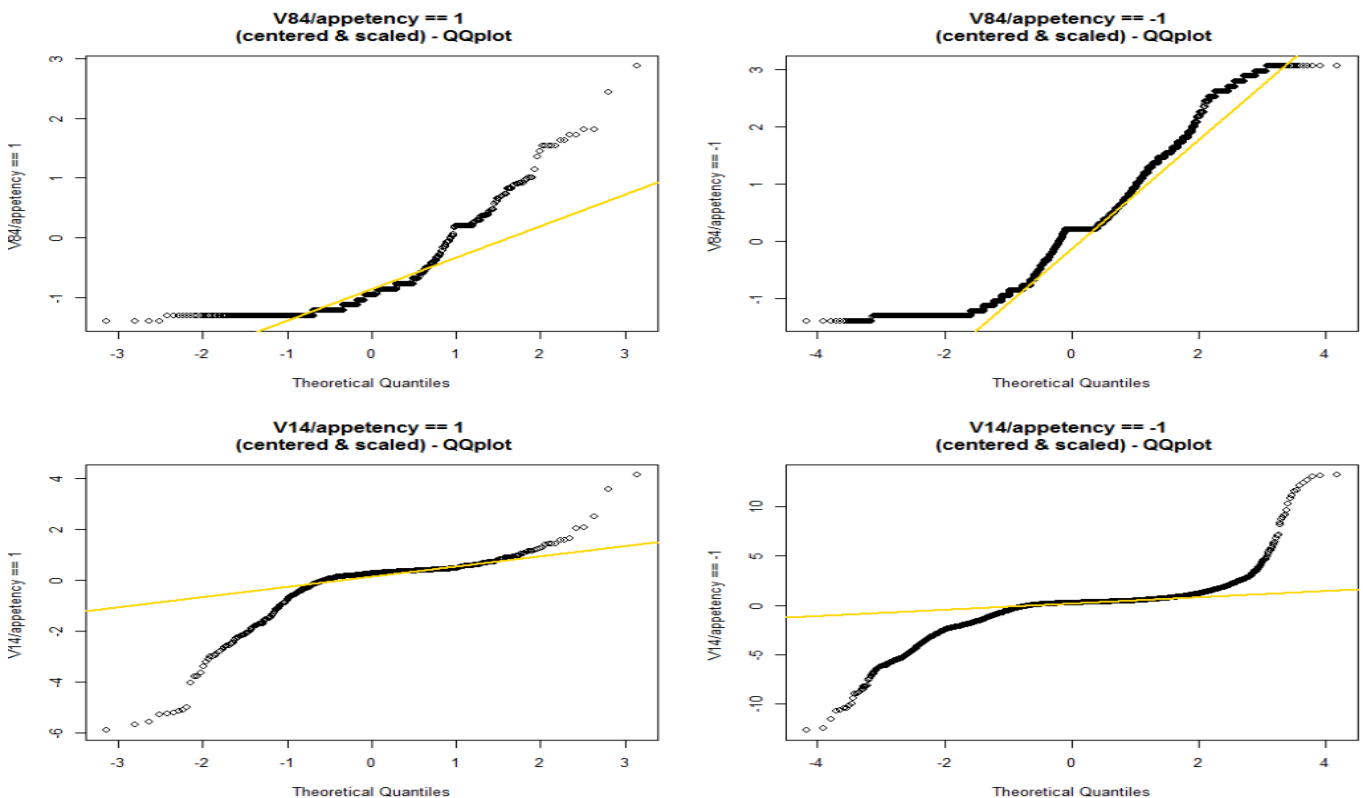 V84/appetency == 1
(centered & scaled) - QQplot
V84/appetency == 1
3
2
1
0
-1
-3 -2 -1 0 1 2 3
Theoretical Quantiles
V84/appetency == -1
(centered & scaled) - QQplot
V84/appetency == -1
3
2
1
0
-1
-4 -2 0 2 4
Theoretical Quantiles
V14/appetency == 1
(centered & scaled) - QQplot
V14/appetency == 1
4
2
0
-2
-4
-6
-3 -2 -1 0 1 2 3
Theoretical Quantiles
V14/appetency == -1
(centered & scaled) - QQplot
V14/appetency == -1
10
5
0
-5
-10
-4 -2 0 2 4
Theoretical Quantiles